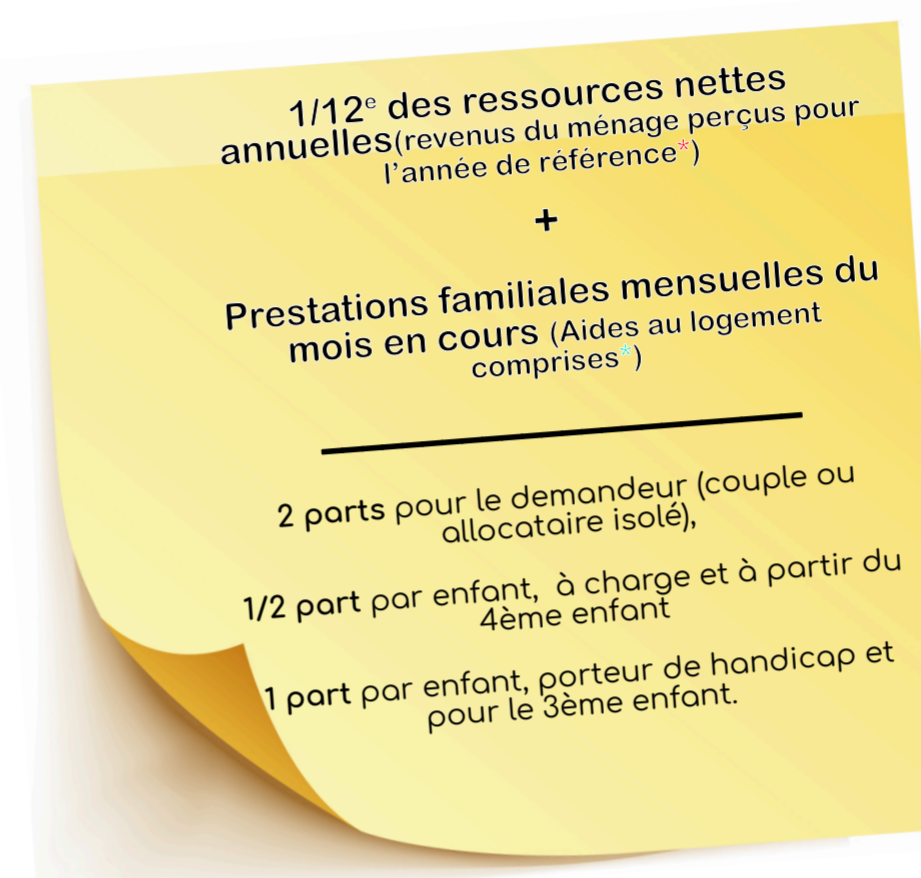 1/12e des ressources nettes
annuelles(revenus du ménage perçus pour
l'année de référence*)
+
Prestations familiales mensuelles du
mois en cours (Aides au logement
comprises*)
2 parts pour le demandeur (couple ou
allocataire isolé),
1/2 part par enfant, à charge et à partir du
4ème enfant
1 part par enfant, porteur de handicap et
pour le 3ème enfant.